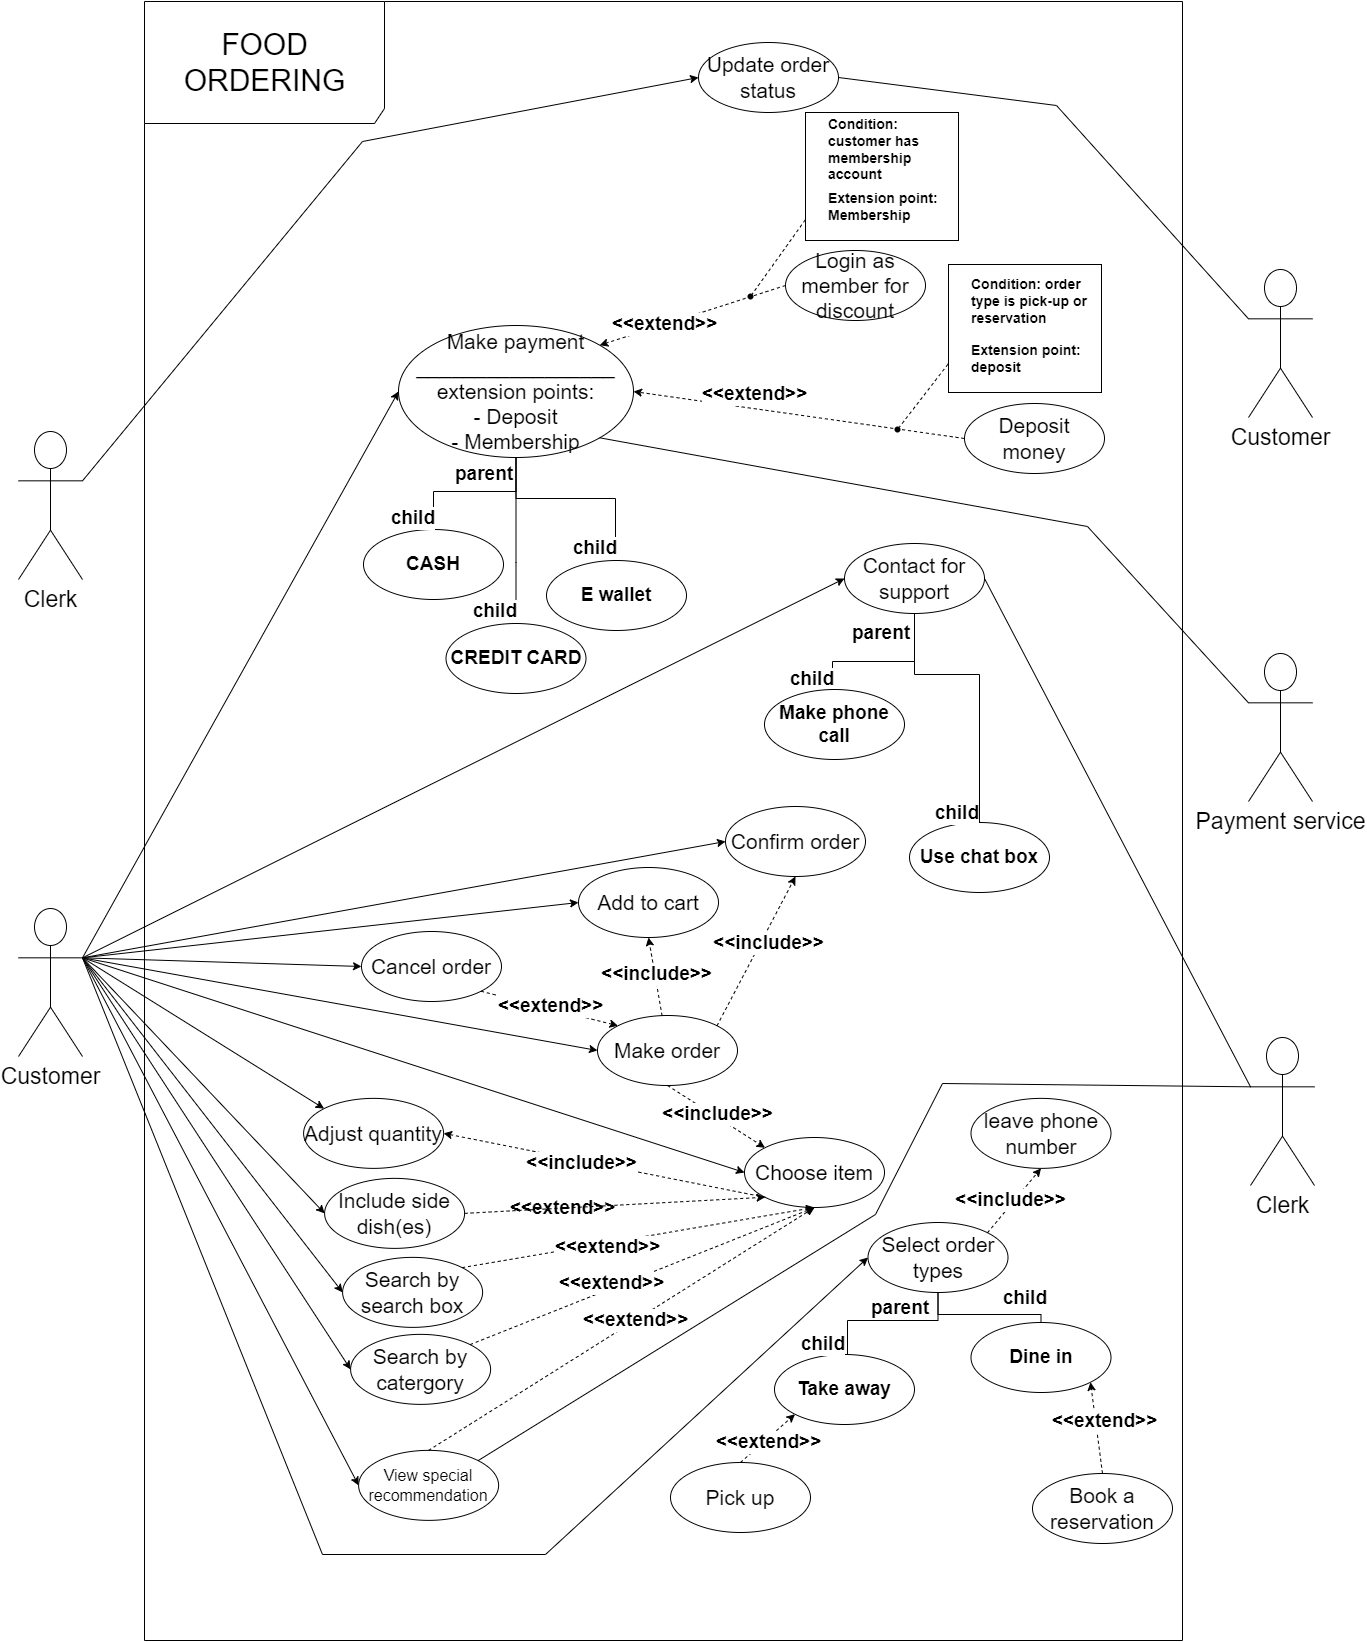 FOOD
ORDERING
Update order
status
Condition:
customer has
membership
account
Extension point:
Membership
Login as
member for
discount
Condition: order
type is pick-up or
reservation
Extension point:
deposit
<<extend>>
Make payment
<<extend>>
extension points:
- Deposit
- Membership
Deposit
money
Customer
parent
child
CASH
child
E wallet
child
CREDIT CARD
Clerk
Contact for
support
parent
child
Make phone
call
child
Use chat box
Payment service
Confirm order
Add to cart
<<include>>
Cancel order
<<include>>
<<extend>>
Make order
Customer
<<include>>
Adjust quantity
<<include>>
Choose item
leave phone
number
Include side
dish(es)
<<extend>>
<<include>>
Clerk
Search by
search box
<<extend>>
Select order
types
<<extend>>
parent
child
<<extend>>
Search by
catergory
child
Take away
Dine in
<<extend>>
<<extend>>
View special
recommendation
Pick up
Book a
reservation